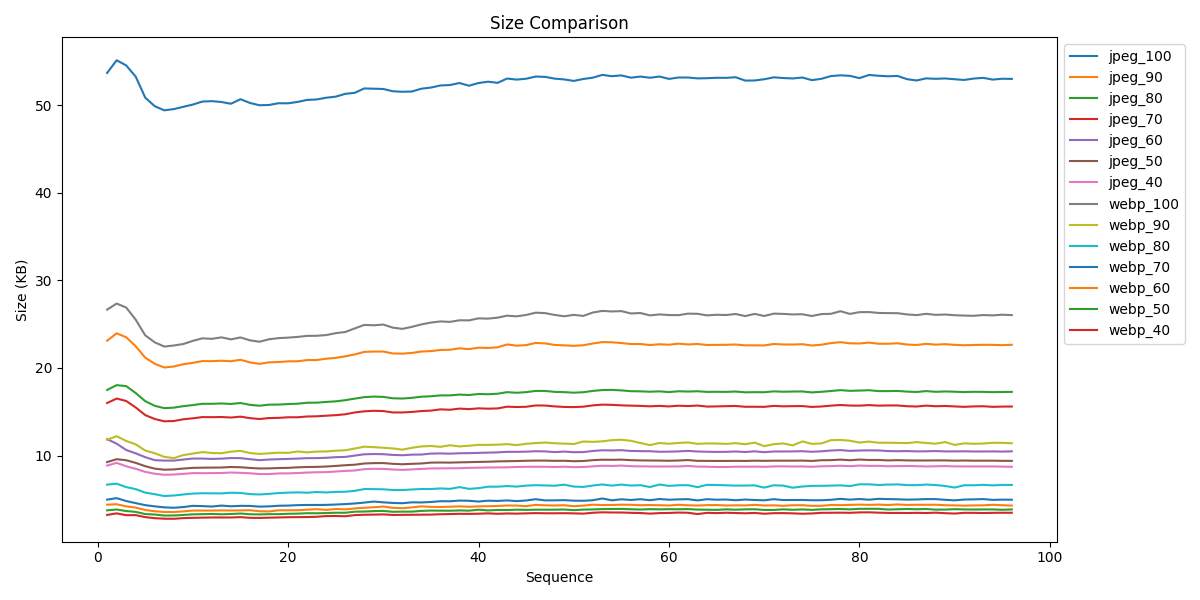 Size Comparison
Size (KB)
50
40
30
20
10
0
20
40
60
80
100
Sequence
jpeg_100
jpeg_90
jpeg_80
jpeg_70
jpeg_60
jpeg_50
jpeg_40
webp_100
webp_90
webp_80
webp_70
webp_60
webp_50
webp_40